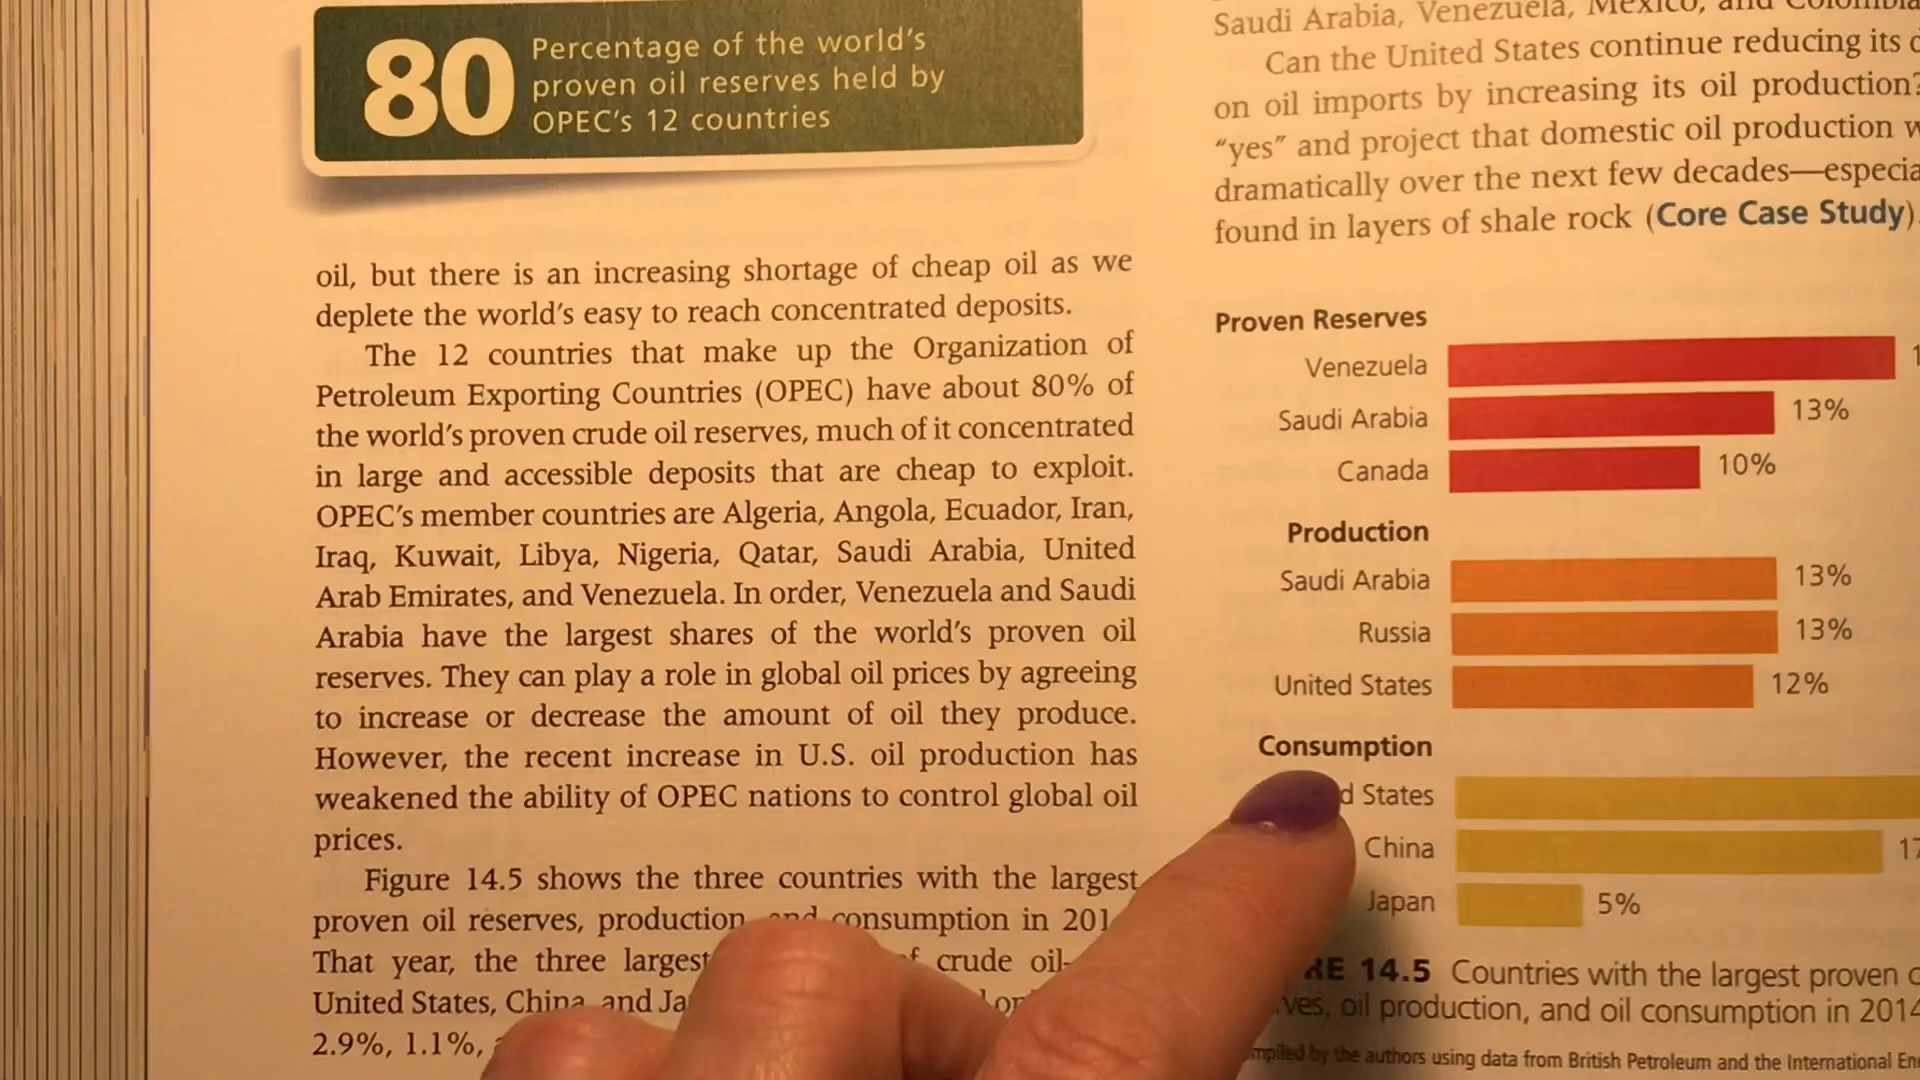 80
Percentage of the world's
proven oil reserves held by
OPEC's 12 countries
oil, but there is an increasing shortage of cheap oil as we
deplete the world's easy to reach concentrated deposits.
The 12 countries that make up the Organization of
Petroleum Exporting Countries (OPEC) have about 80% of
the world's proven crude oil reserves, much of it concentrated
in large and accessible deposits that are cheap to exploit.
OPEC's member countries are Algeria, Angola, Ecuador, Iran,
Iraq, Kuwait, Libya, Nigeria, Qatar, Saudi Arabia, United
Arab Emirates, and Venezuela. In order, Venezuela and Saudi
Arabia have the largest shares of the world's proven oil
reserves. They can play a role in global oil prices by agreeing
to increase or decrease the amount of oil they produce.
However, the recent increase in U.S. oil production has
weakened the ability of OPEC nations to control global oil
prices.
Figure 14.5 shows the three countries with the largest
proven oil reserves, production and consumption in 201
That year, the three largest crude oil-
United States, China and
2.9%, 1.1%,
Saudi Arabia, Venezuela, Mexico, and
Can the United States continue reducing its
on oil imports by increasing its oil production?
"yes" and project that domestic oil production
dramatically over the next few decades—
found in layers of shale rock (Core Case Study).
Proven Reserves
Venezuela
Saudi Arabia 13%
Canada 10%
Production
Saudi Arabia 13%
Russia 13%
United States 12%
Consumption
States
China
Japan 5%
14.5 Countries with the largest proven
oil production, and oil consumption in 2014
by the authors using data from British Petroleum and the International